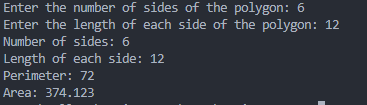 Enter the number of sides of the polygon: 6
Enter the length of each side of the polygon: 12
Number of sides: 6
Length of each side: 12
Perimeter: 72
Area: 374.123